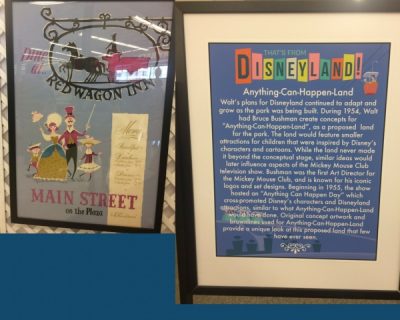 Dine
at...
RED WAGON INN
Menu
Breakfast
Luncheon
MAIN STREET
on the Plaza
THAT'S FROM
DISNEYLAND!
Anything-Can-Happen-Land
Walt's plans for Disneyland continued to adapt and
grow as the park was being built. During 1954, Walt
had Bruce Bushman create concepts for
"Anything-Can-Happen-Land", as a proposed land
for the park. The land would feature smaller
attractions for children that were inspired by Disney's
characters and cartoons. While the land never made
it beyond the conceptual stage, similar ideas would
later influence aspects of the Mickey Mouse Club
television show. Bushman was the first Art Director for
the Mickey Mouse Club, and is known for his iconic
logos and set designs. Beginning in 1955, the show
hosted an "Anything Can Happen Day" which
cross-promoted Disney's characters and Disneyland
attractions, similar to what Anything-Can-Happen-Land
would have done. Original concept artwork and
brownlines used for Anything-Can-Happen-Land
provide a unique look at this proposed land that few
have ever seen.